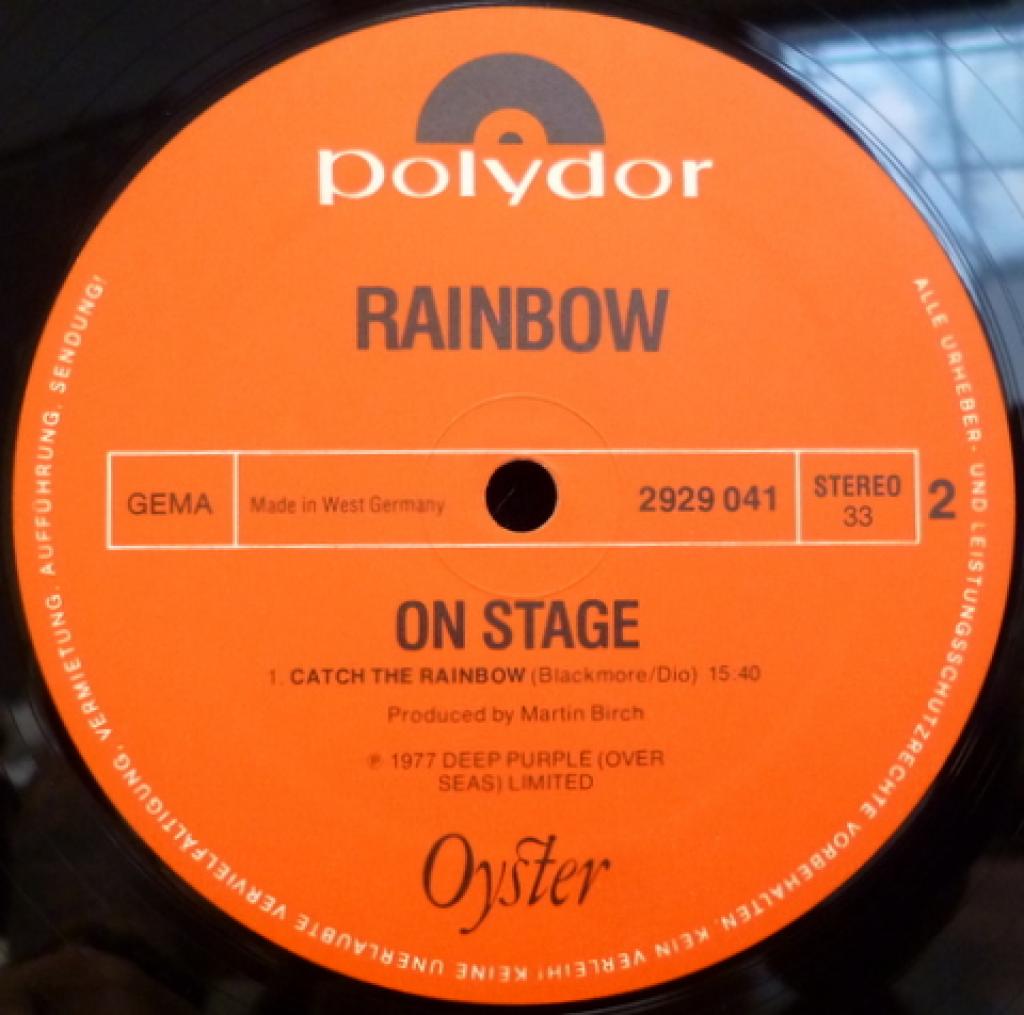 polydor
RAINBOW
GEMA
Made in West Germany
2929 041
STEREO
33
2
ON STAGE
1. CATCH THE RAINBOW (Blackmore/Dio) 15:40
Produced by Martin Birch
℗ 1977 DEEP PURPLE (OVER
SEAS) LIMITED
Oyster
ALLE URHEBER- UND LEISTUNGSSCHUTZRECHTE VORBEHALTEN. KEIN VERLEIH! KEINE UNERLAUBTE VERVIELFÄLTIGUNG, VERMIETUNG, AUFFÜHRUNG, SENDUNG!